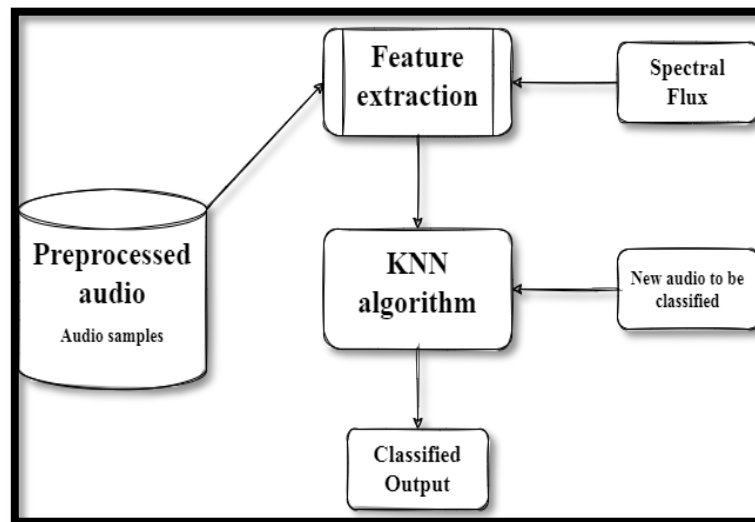 Feature
extraction
Spectral
Flux
Preprocessed
audio
Audio samples
KNN
algorithm
New audio to be
classified
Classified
Output